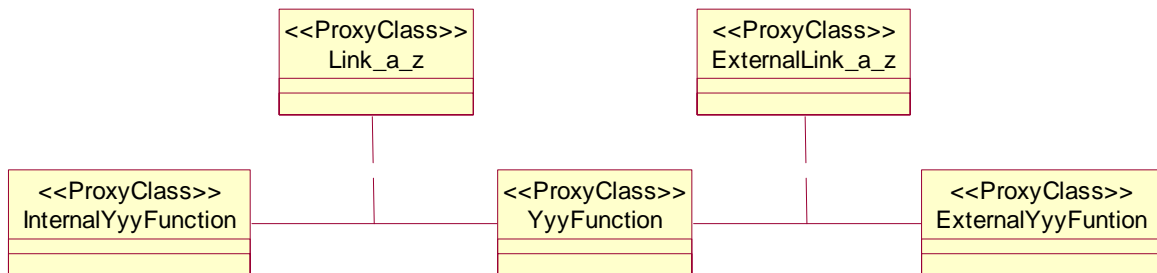 <<ProxyClass>>
Link_a_z
<<ProxyClass>>
ExternalLink_a_z
<<ProxyClass>>
InternalYyyFunction
<<ProxyClass>>
YyyFunction
<<ProxyClass>>
ExternalYyyFuntion